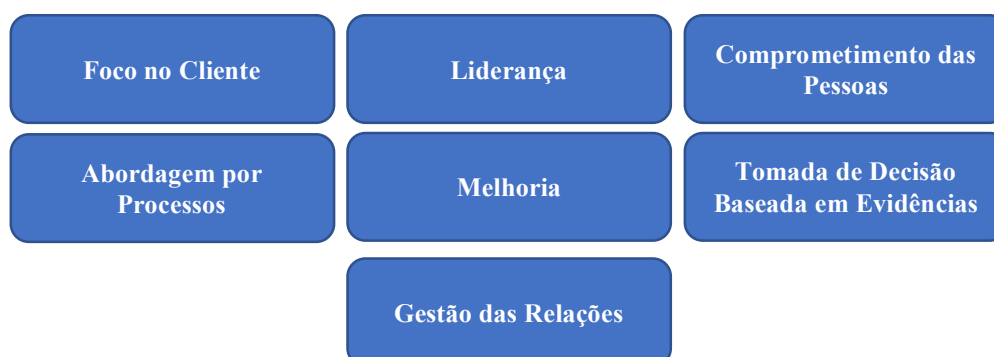 Foco no Cliente
Liderança
Comprometimento das
Pessoas
Abordagem por
Processos
Melhoria
Tomada de Decisão
Baseada em Evidências
Gestão das Relações